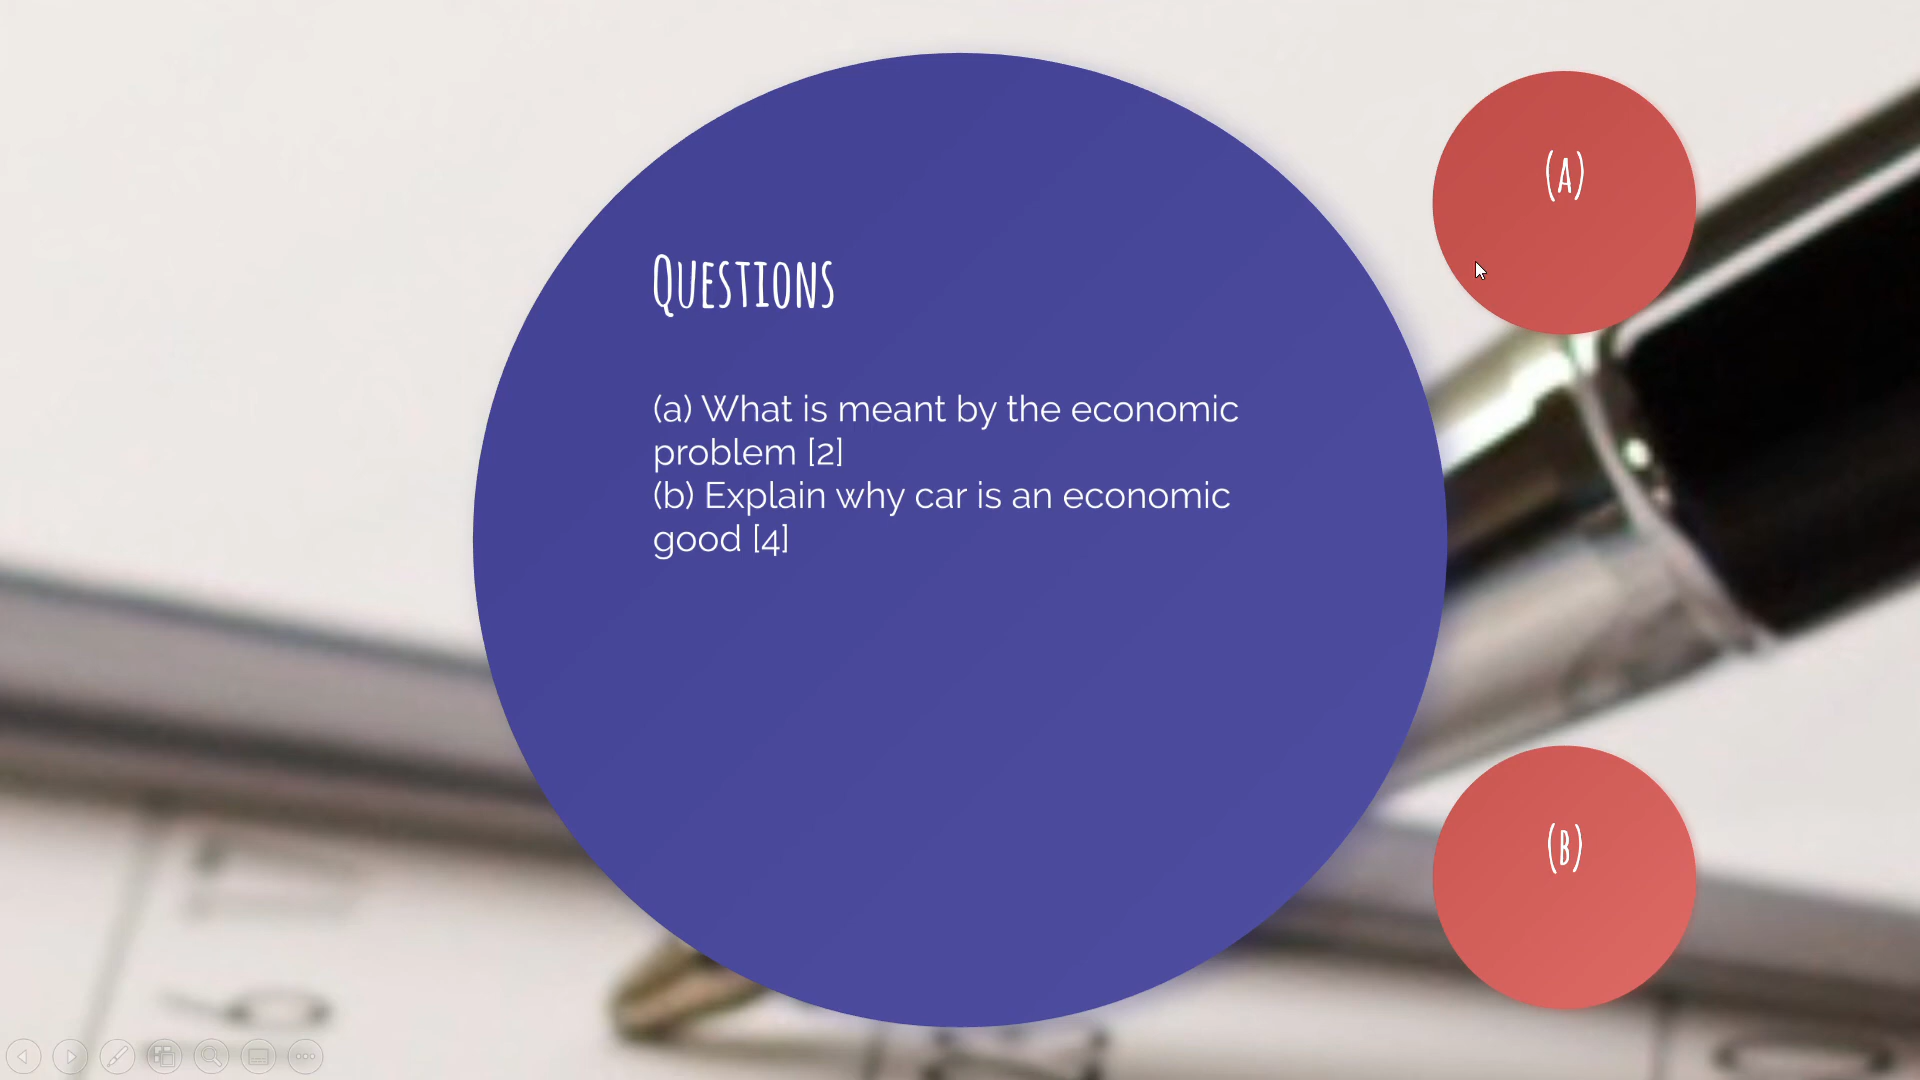 Questions
(a) What is meant by the economic
problem [2]
(b) Explain why car is an economic
good [4]
(A)
(B)